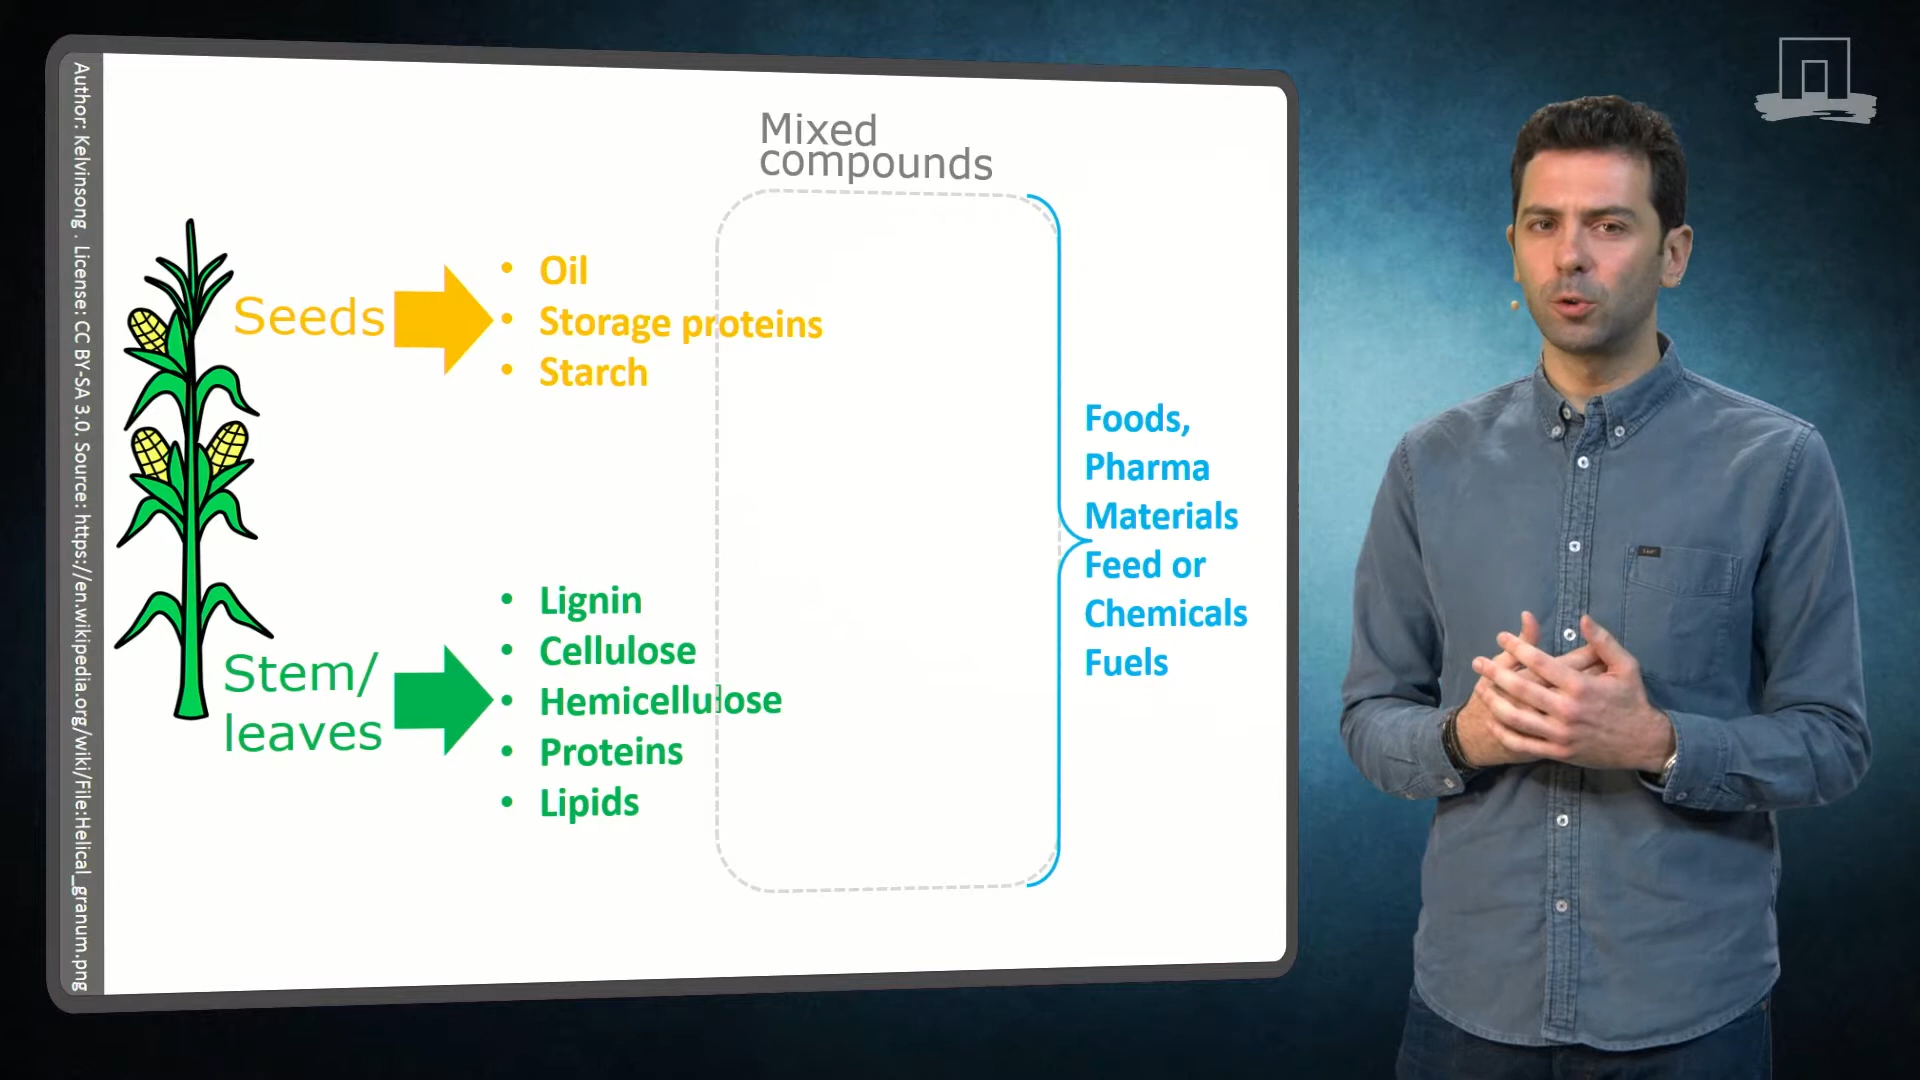 Author: Kelvinsong . License: CC BY-SA 3.0. Source: https://en.wikipedia.org/wiki/File:Helical_granum.png
Mixed
compounds
Seeds
• Oil
• Storage proteins
• Starch
Stem/
leaves
• Lignin
• Cellulose
• Hemicellulose
• Proteins
• Lipids
Foods,
Pharma
Materials
Feed or
Chemicals
Fuels